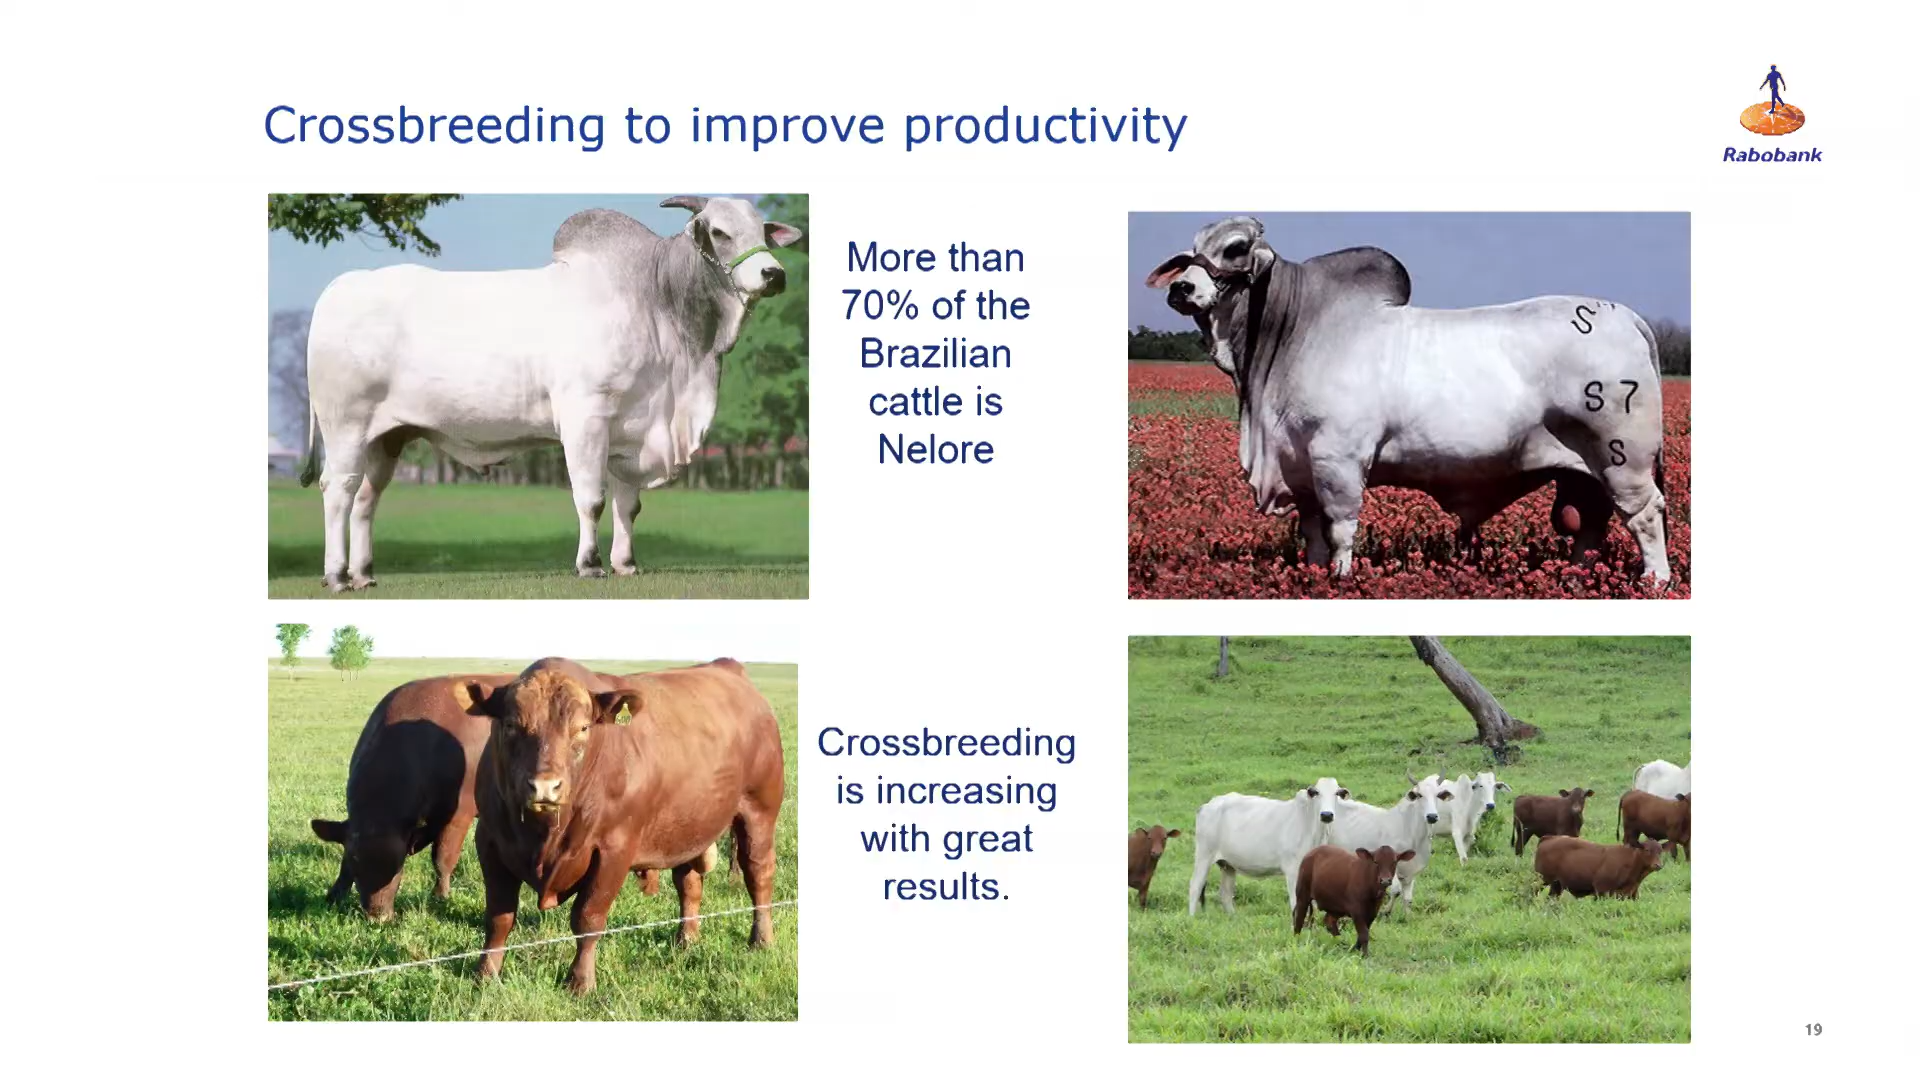 Crossbreeding to improve productivity
Rabobank
More than
70% of the
Brazilian
cattle is
Nelore
S
S 7
S
Crossbreeding
is increasing
with great
results.
19